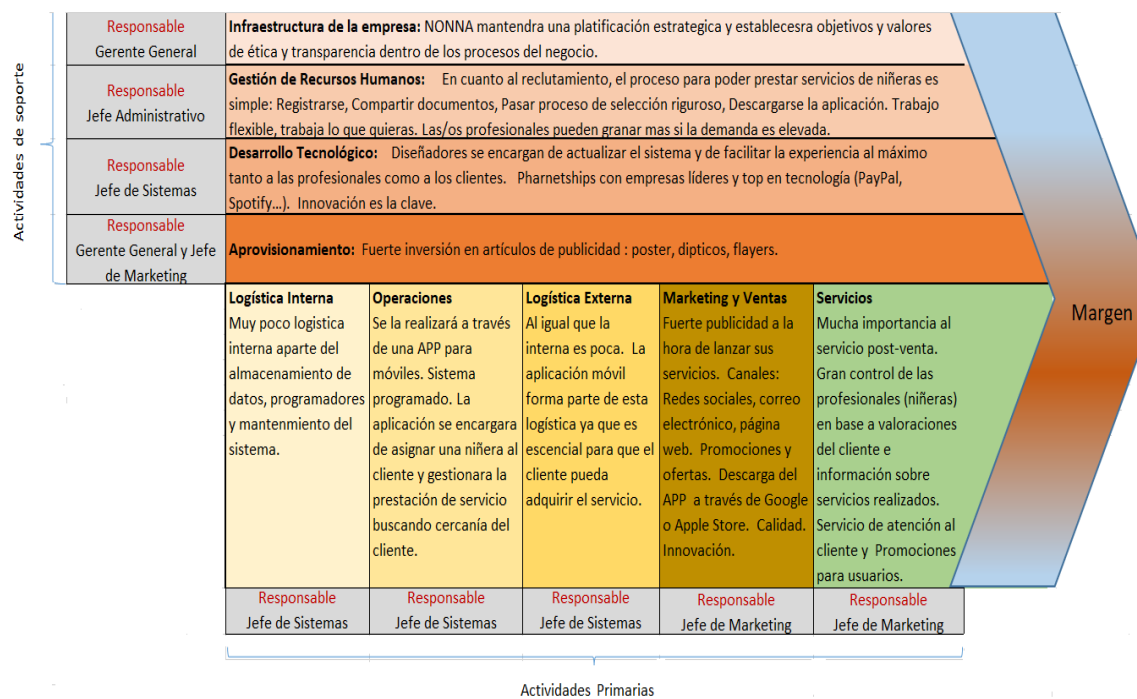 Actividades de soporte
Responsable
Gerente General
Infraestructura de la empresa: NONNA mantendra una platificación estrategica y establecesra objetivos y valores
de ética y transparencia dentro de los procesos del negocio.
Responsable
Jefe Administrativo
Gestión de Recursos Humanos: En cuanto al reclutamiento, el proceso para poder prestar servicios de niñeras es
simple: Registrarse, Compartir documentos, Pasar proceso de selección riguroso, Descargarse la aplicación. Trabajo
flexible, trabaja lo que quieras. Las/os profesionales pueden granar mas si la demanda es elevada.
Responsable
Jefe de Sistemas
Desarrollo Tecnológico: Diseñadores se encargan de actualizar el sistema y de facilitar la experiencia al máximo
tanto a las profesionales como a los clientes. Pharnetships con empresas líderes y top en tecnología (PayPal,
Spotify...). Innovación es la clave.
Responsable
Gerente General y Jefe
de Marketing
Aprovisionamiento: Fuerte inversión en artículos de publicidad : poster, dipticos, flayers.
Logística Interna
Muy poco logistica
interna aparte del
almacenamiento de
datos, programadores
y mantenmiento del
sistema.
Operaciones
Se la realizará a través
de una APP para
móviles. Sistema
programado. La
aplicación se encargara
de asignar una niñera al
cliente y gestionara la
prestación de servicio
buscando cercanía del
cliente.
Logística Externa
Al igual que la
interna es poca. La
aplicación móvil
forma parte de esta
logística ya que es
esencial para que el
cliente pueda
adquirir el servicio.
Marketing y Ventas
Fuerte publicidad a la
hora de lanzar sus
servicios. Canales:
Redes sociales, correo
electrónico, página
web. Promociones y
ofertas. Descarga del
APP a través de Google
o Apple Store. Calidad.
Innovación.
Servicios
Mucha importancia al
servicio post-venta.
Gran control de las
profesionales (niñeras)
en base a valoraciones
del cliente e
información sobre
servicios realizados.
Servicio de atención al
cliente y Promociones
para usuarios.
Margen
Responsable
Jefe de Sistemas
Responsable
Jefe de Sistemas
Responsable
Jefe de Sistemas
Responsable
Jefe de Marketing
Responsable
Jefe de Marketing
Actividades Primarias